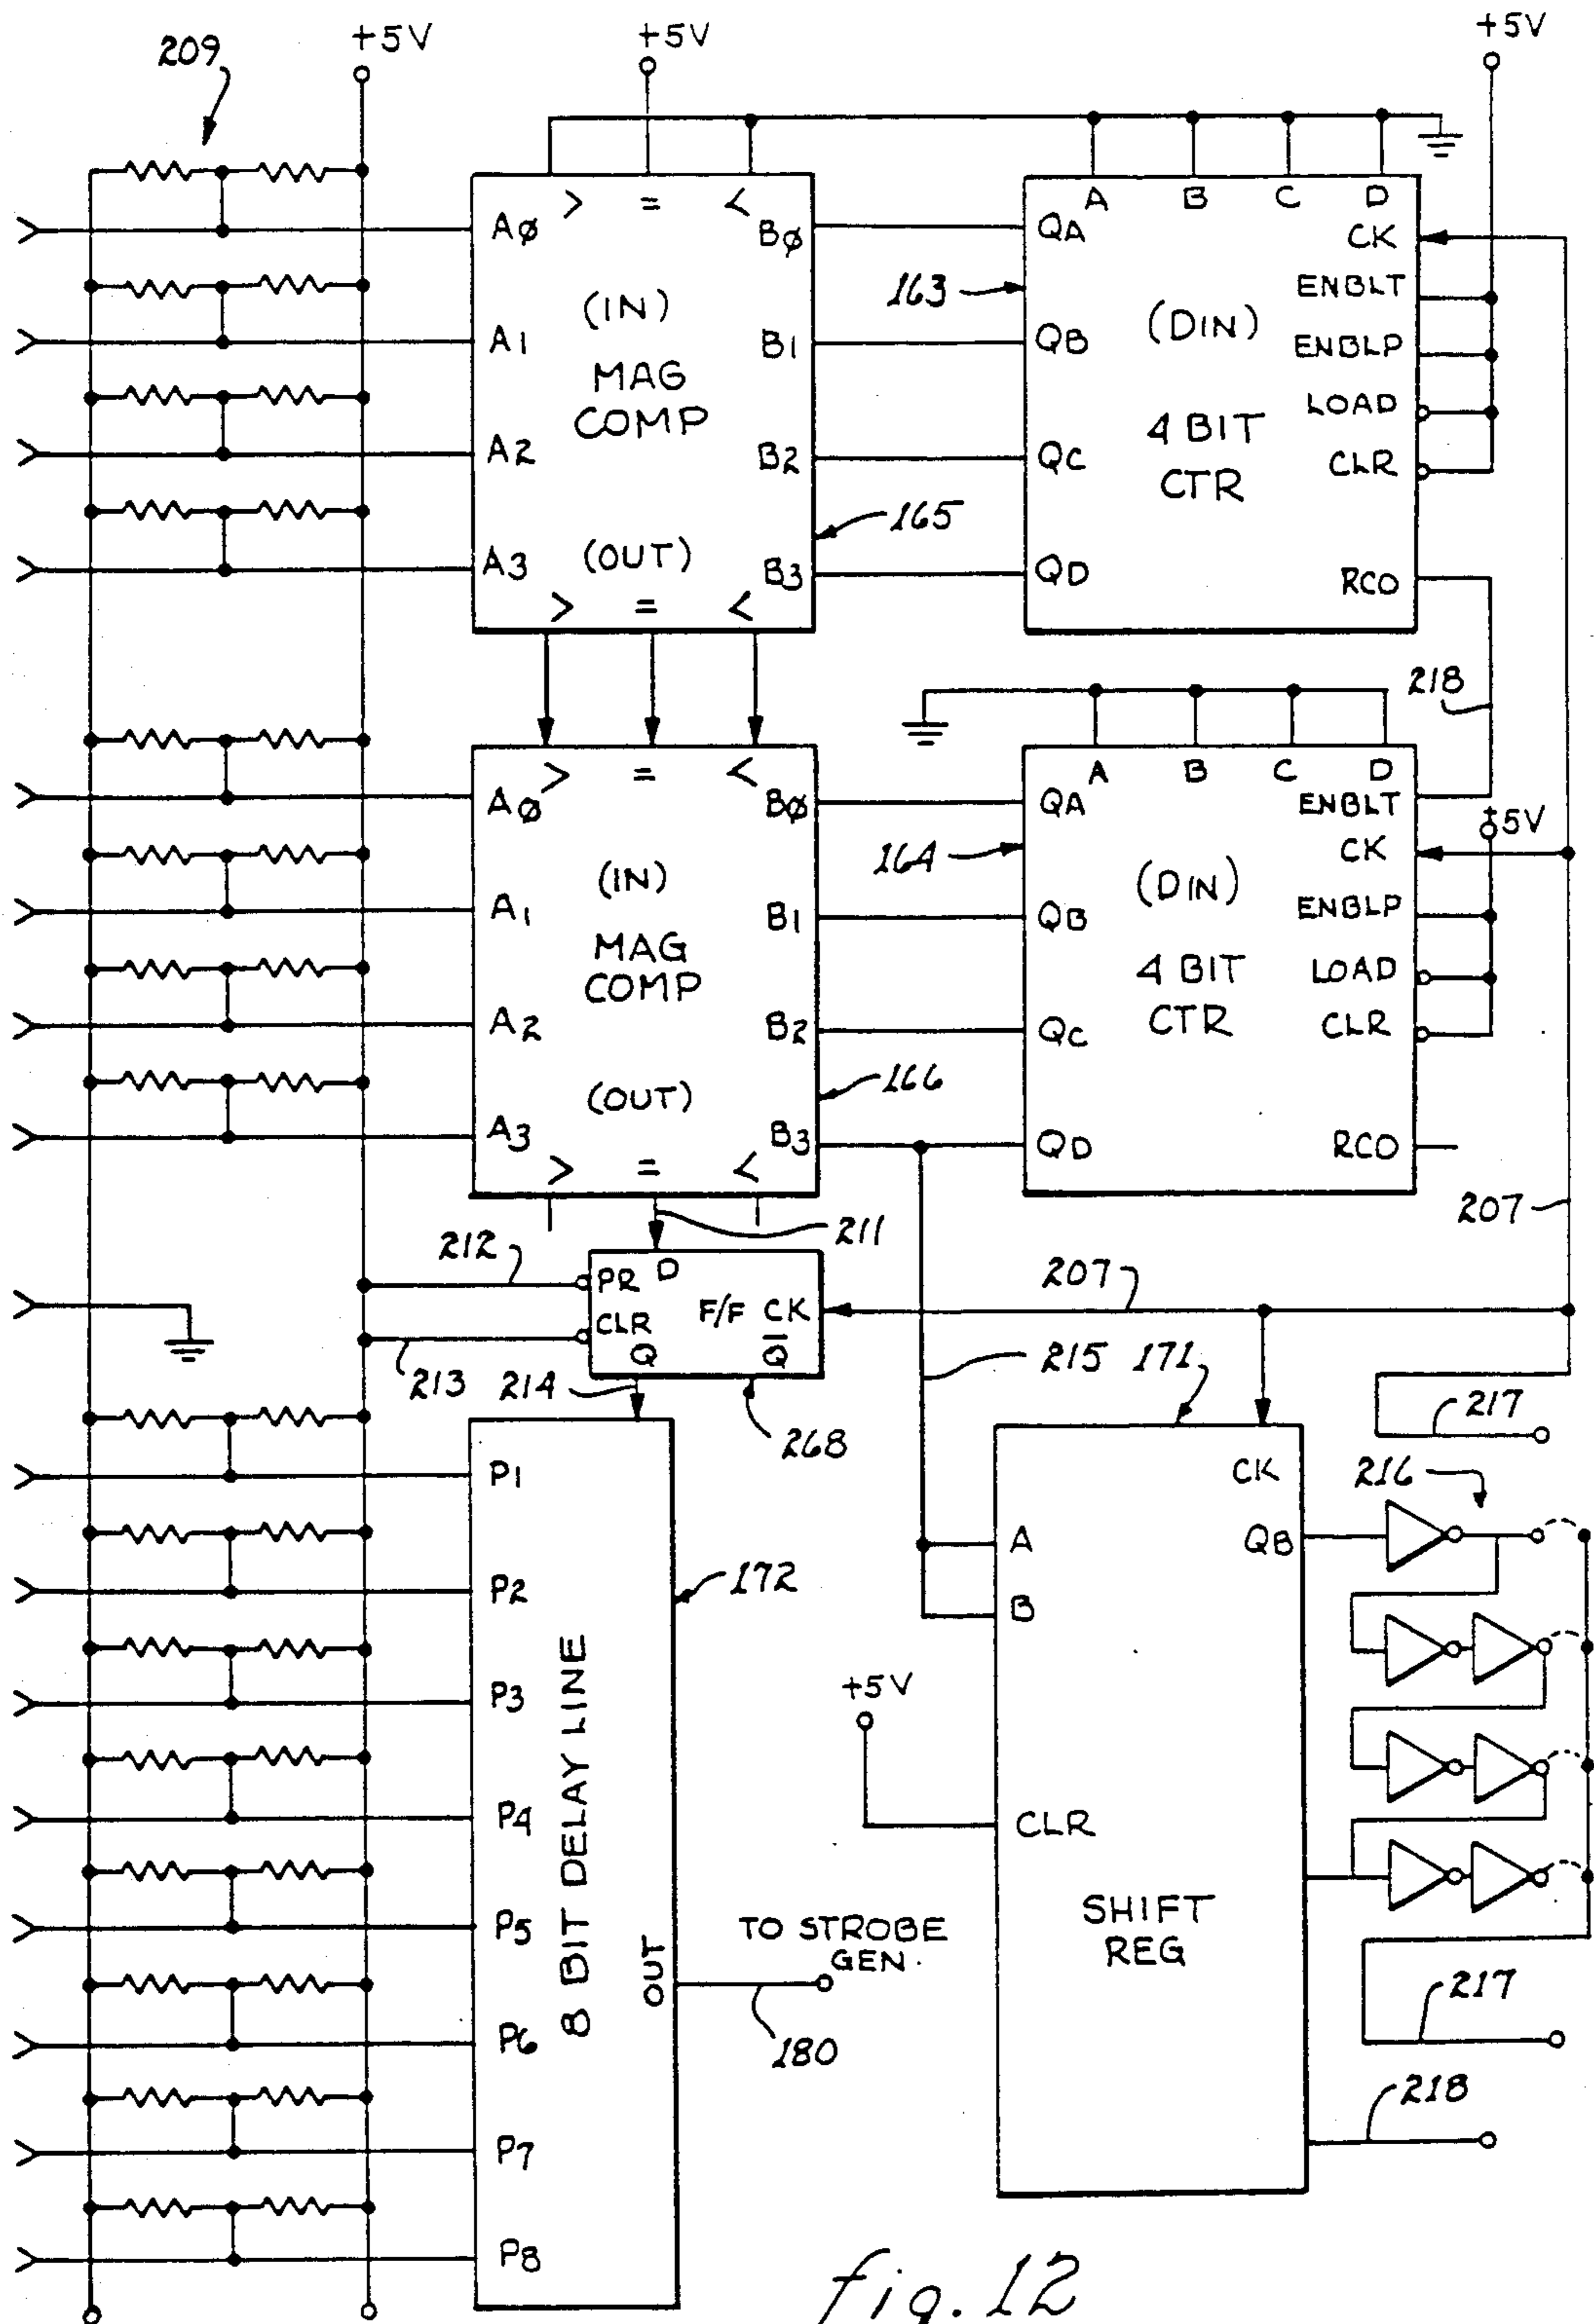 209
+5V
+5V
+5V
A B C D
> = <
AØ
BØ
QA
CK
(IN)
MAG
COMP
163
(DIN)
4 BIT
CTR
ENBLT
A1
B1
QB
ENBLP
LOAD
A2
B2
QC
CLR
165
A3
(OUT)
B3
QD
RCO
> = <
218
A B C D
> = <
AØ
BØ
QA
ENBLT
+5V
164
CK
(IN)
MAG
COMP
(DIN)
4 BIT
CTR
A1
B1
QB
ENBLP
LOAD
A2
B2
QC
CLR
166
(OUT)
A3
B3
QD
RCO
> = <
207
211
212
PR D
F/F CK
CLR
Q Q̅
207
213
214
268
215
171
217
P1
CK
216
QB
A
B
P2
172
P3
+5V
P4
8 BIT DELAY LINE
CLR
P5
SHIFT
REG
TO STROBE
GEN.
OUT
180
P6
217
P7
218
P8
fig. 12